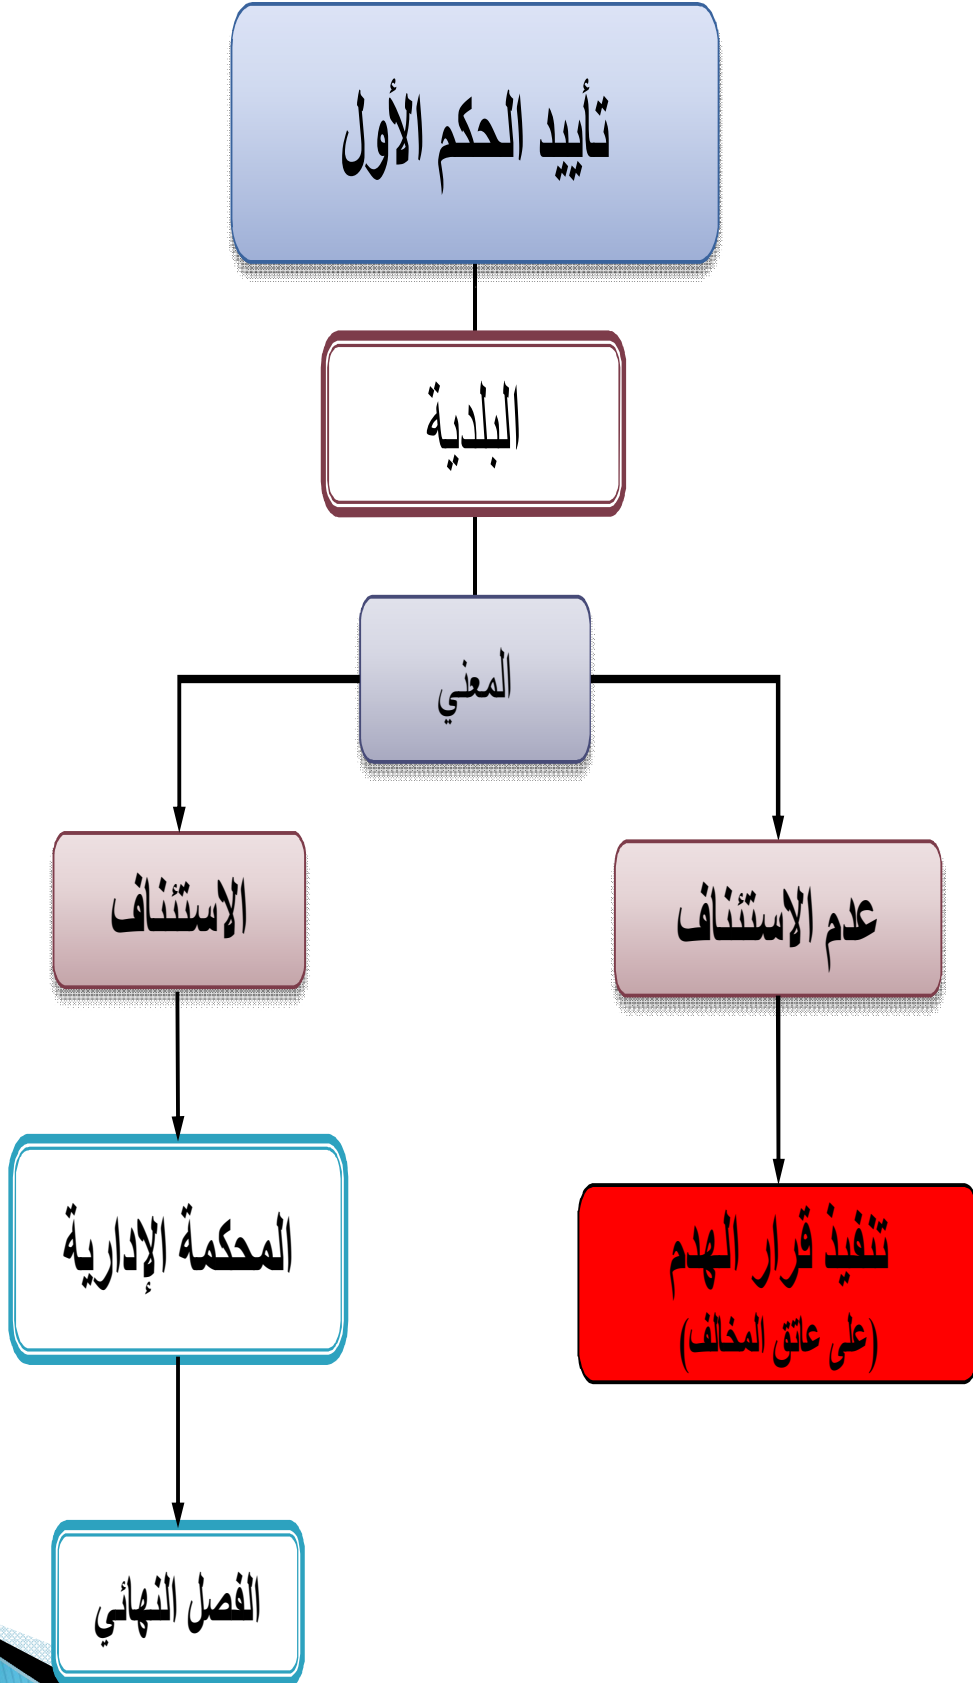 تأييد الحكم الأول
البلدية
المعني
عدم الاستئناف
الاستئناف
تنفيذ قرار الهدم
(على عاتق المخالف)
المحكمة الإدارية
الفصل النهائي